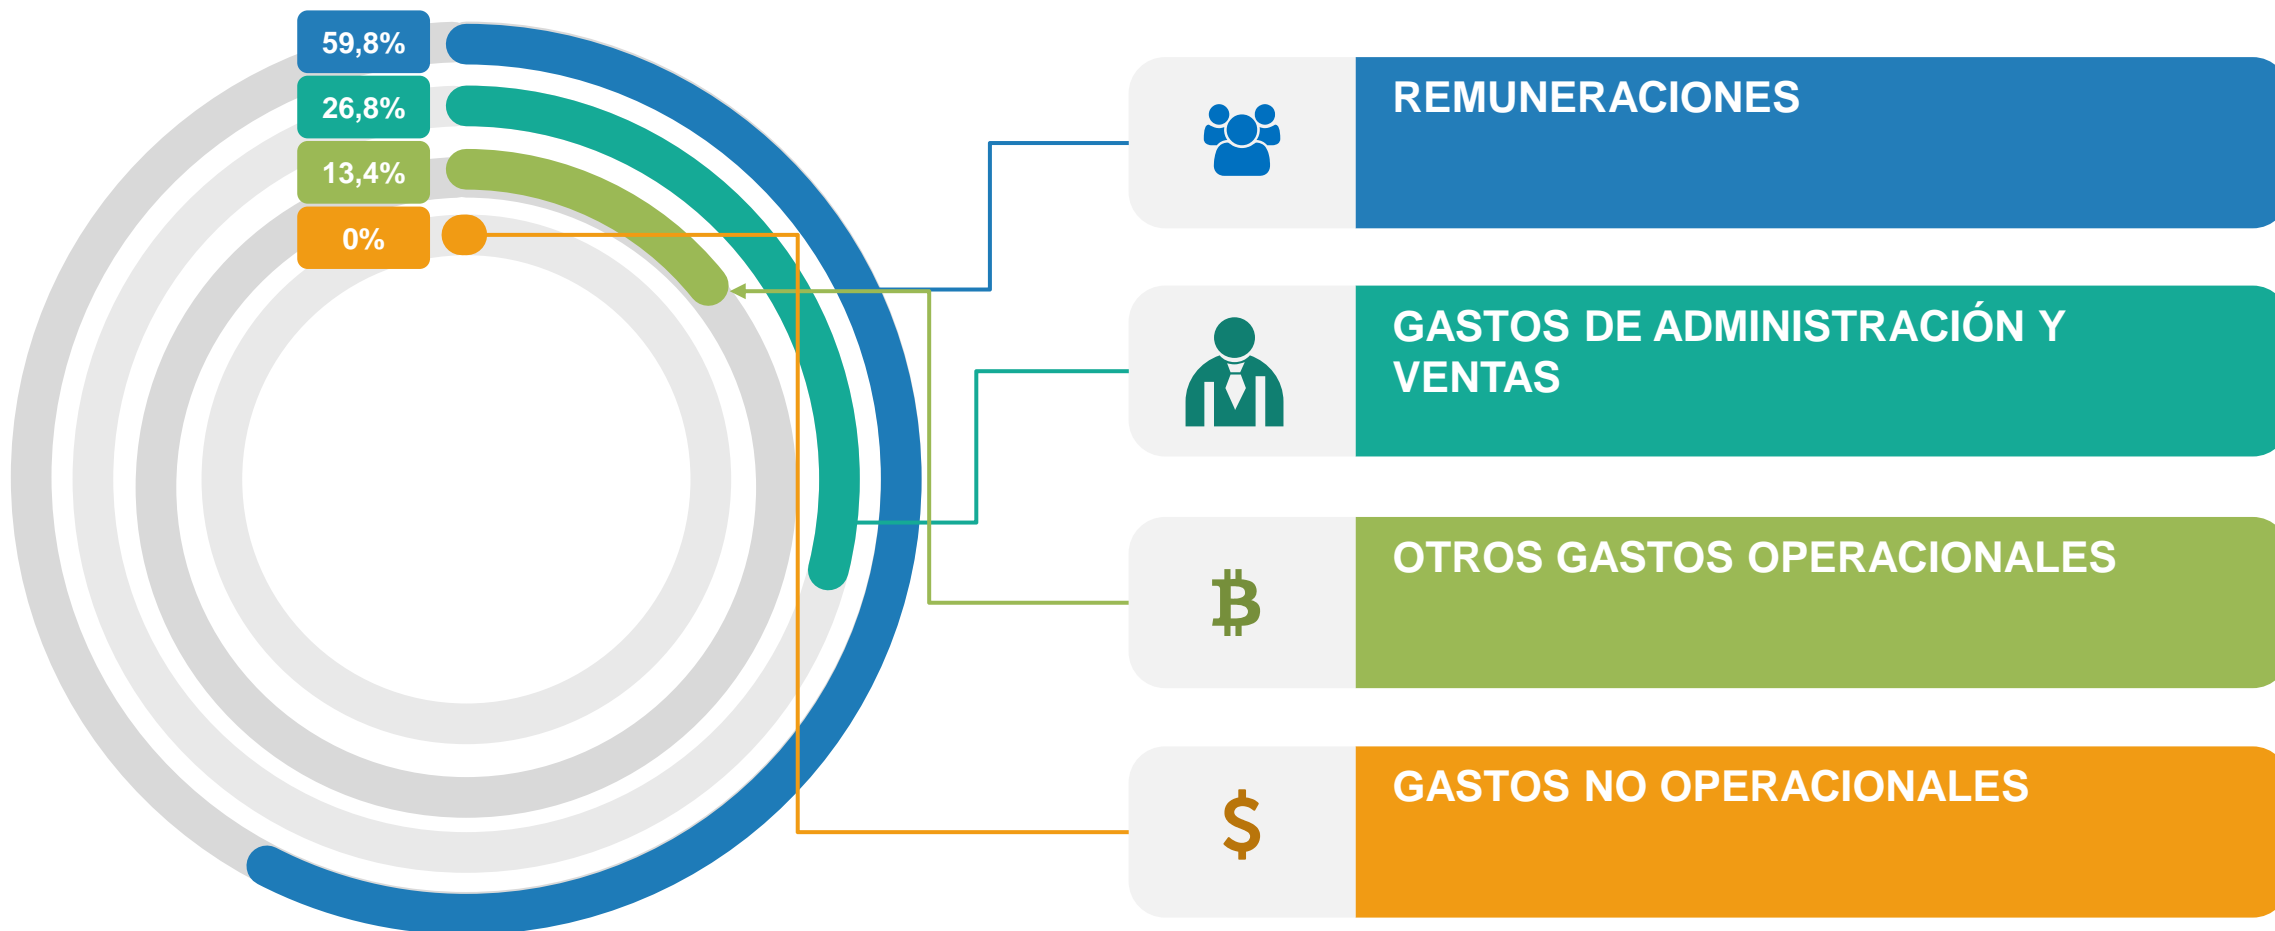 59,8%
26,8%
13,4%
0%
REMUNERACIONES
GASTOS DE ADMINISTRACIÓN Y
VENTAS
OTROS GASTOS OPERACIONALES
GASTOS NO OPERACIONALES